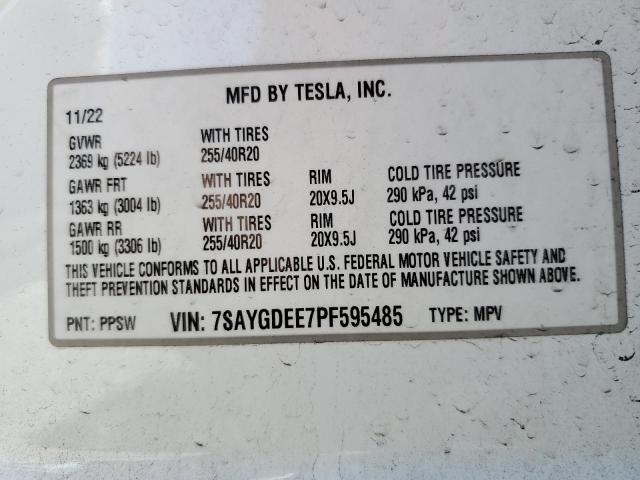 MFD BY TESLA, INC.
11/22
GVWR WITH TIRES
2369 kg (5224 lb) 255/40R20
GAWR FRT WITH TIRES RIM COLD TIRE PRESSURE
1363 kg (3004 lb) 255/40R20 20X9.5J 290 kPa, 42 psi
GAWR RR WITH TIRES RIM COLD TIRE PRESSURE
1500 kg (3306 lb) 255/40R20 20X9.5J 290 kPa, 42 psi
THIS VEHICLE CONFORMS TO ALL APPLICABLE U.S. FEDERAL MOTOR VEHICLE SAFETY AND
THEFT PREVENTION STANDARDS IN EFFECT ON THE DATE OF MANUFACTURE SHOWN ABOVE.
PNT: PPSW VIN: 7SAYGDEE7PF595485 TYPE: MPV